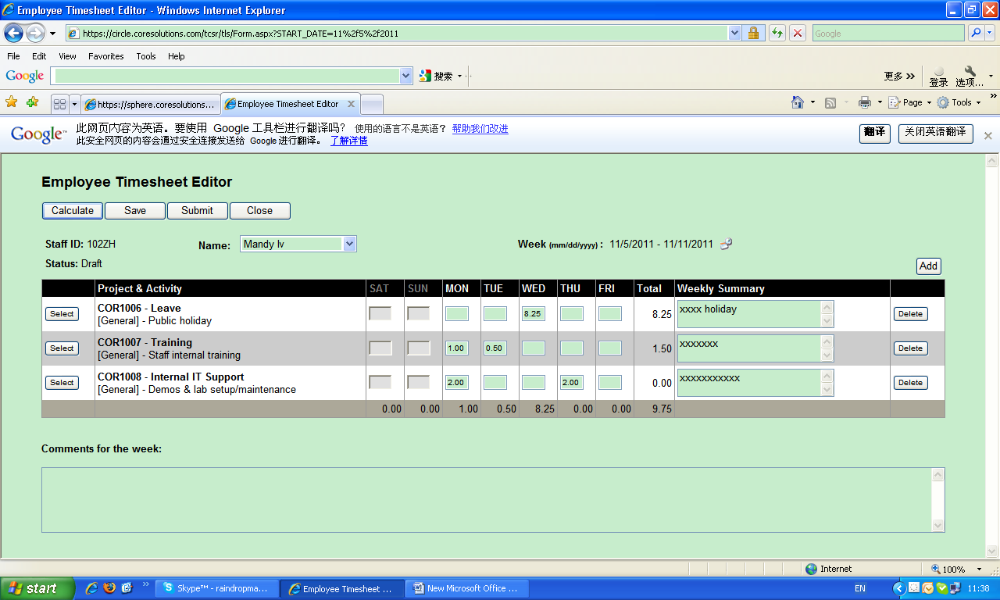 Employee Timesheet Editor - Windows Internet Explorer
https://circle.coresolutions.com/tcsr/tls/Form.aspx?START_DATE=11%2f5%2f2011
Google
File Edit View Favorites Tools Help
Google 搜索 更多 >> 登录 选项...
https://sphere.coresolutions.... Employee Timesheet Editor Page Tools
Google™ 此网页内容为英语。要使用 Google 工具栏进行翻译吗? 使用的语言不是英语? 帮助我们改进 翻译 关闭英语翻译
此安全网页的内容会通过安全连接发送给 Google 进行翻译。 了解详情
Employee Timesheet Editor
Calculate Save Submit Close
Staff ID: 102ZH Name: Mandy lv Week (mm/dd/yyyy) : 11/5/2011 - 11/11/2011
Status: Draft
Add
Project & Activity SAT SUN MON TUE WED THU FRI Total Weekly Summary
Select COR1006 - Leave 8.25 8.25 xxxx holiday Delete
[General] - Public holiday
Select COR1007 - Training 1.00 0.50 1.50 xxxxxxx Delete
[General] - Staff internal training
Select COR1008 - Internal IT Support 2.00 2.00 0.00 xxxxxxxxxxx Delete
[General] - Demos & lab setup/maintenance
0.00 0.00 1.00 0.50 8.25 0.00 0.00 9.75
Comments for the week:
Internet 100%
start Skype™ - raindropma... Employee Timesheet ... New Microsoft Office ... EN 11:38